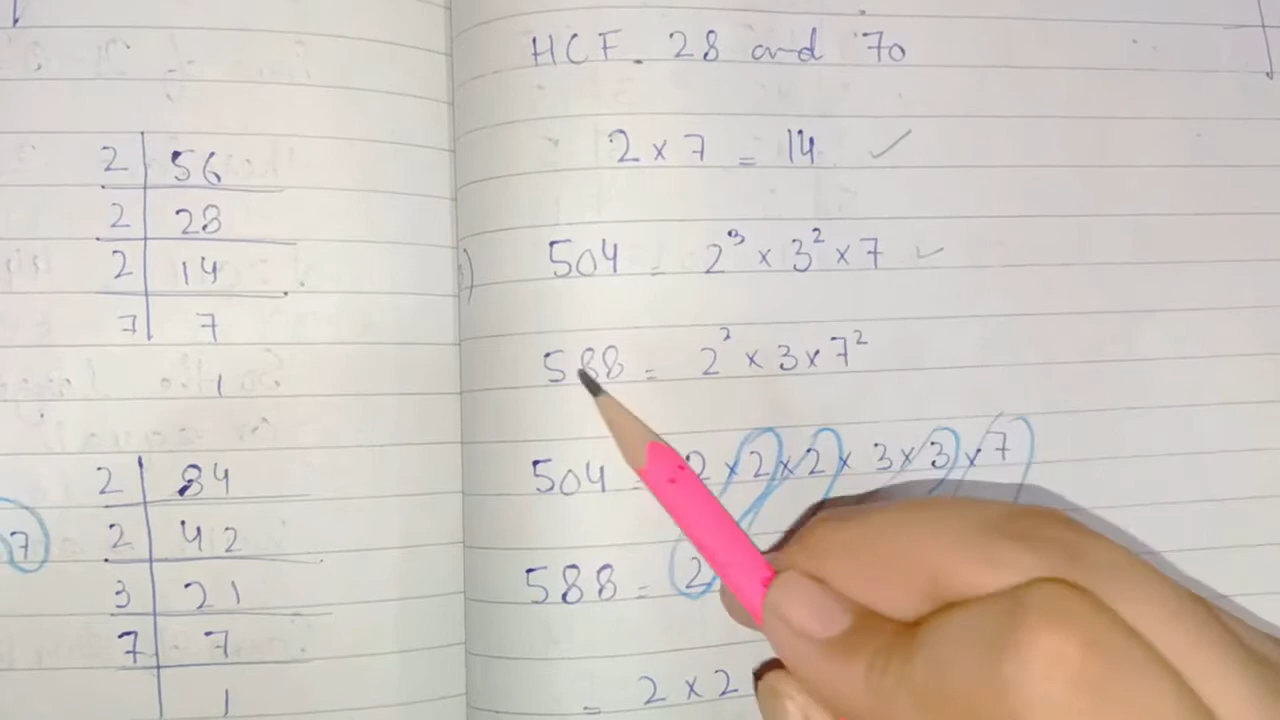 2 | 56
2 | 28
2 | 14
7 | 7
1
7
2 | 84
2 | 42
3 | 21
7 | 7
1
HCF. 28 and 70
2 × 7 = 14 ✓
) 504 = 2³ × 3² × 7 ✓
588 = 2² × 3 × 7²
504 = 2 × 2 × 2 × 3 × 3 × 7
588 = 2
= 2 × 2